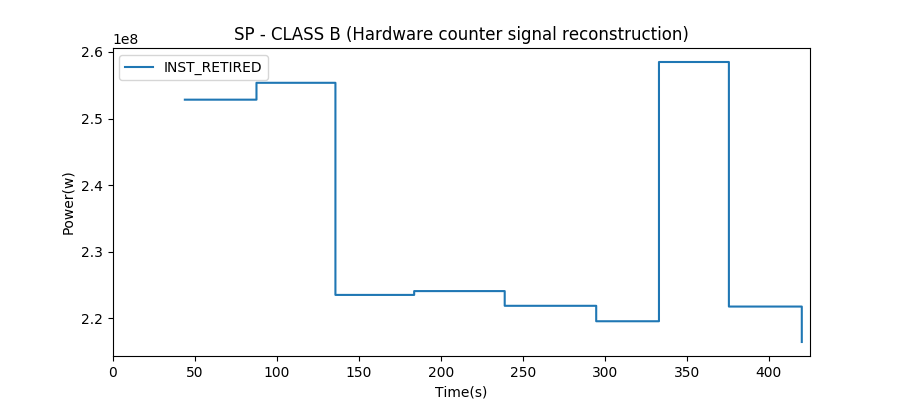 SP - CLASS B (Hardware counter signal reconstruction)
1e8
INST_RETIRED
2.6
2.5
2.4
2.3
2.2
Power(w)
0 50 100 150 200 250 300 350 400
Time(s)